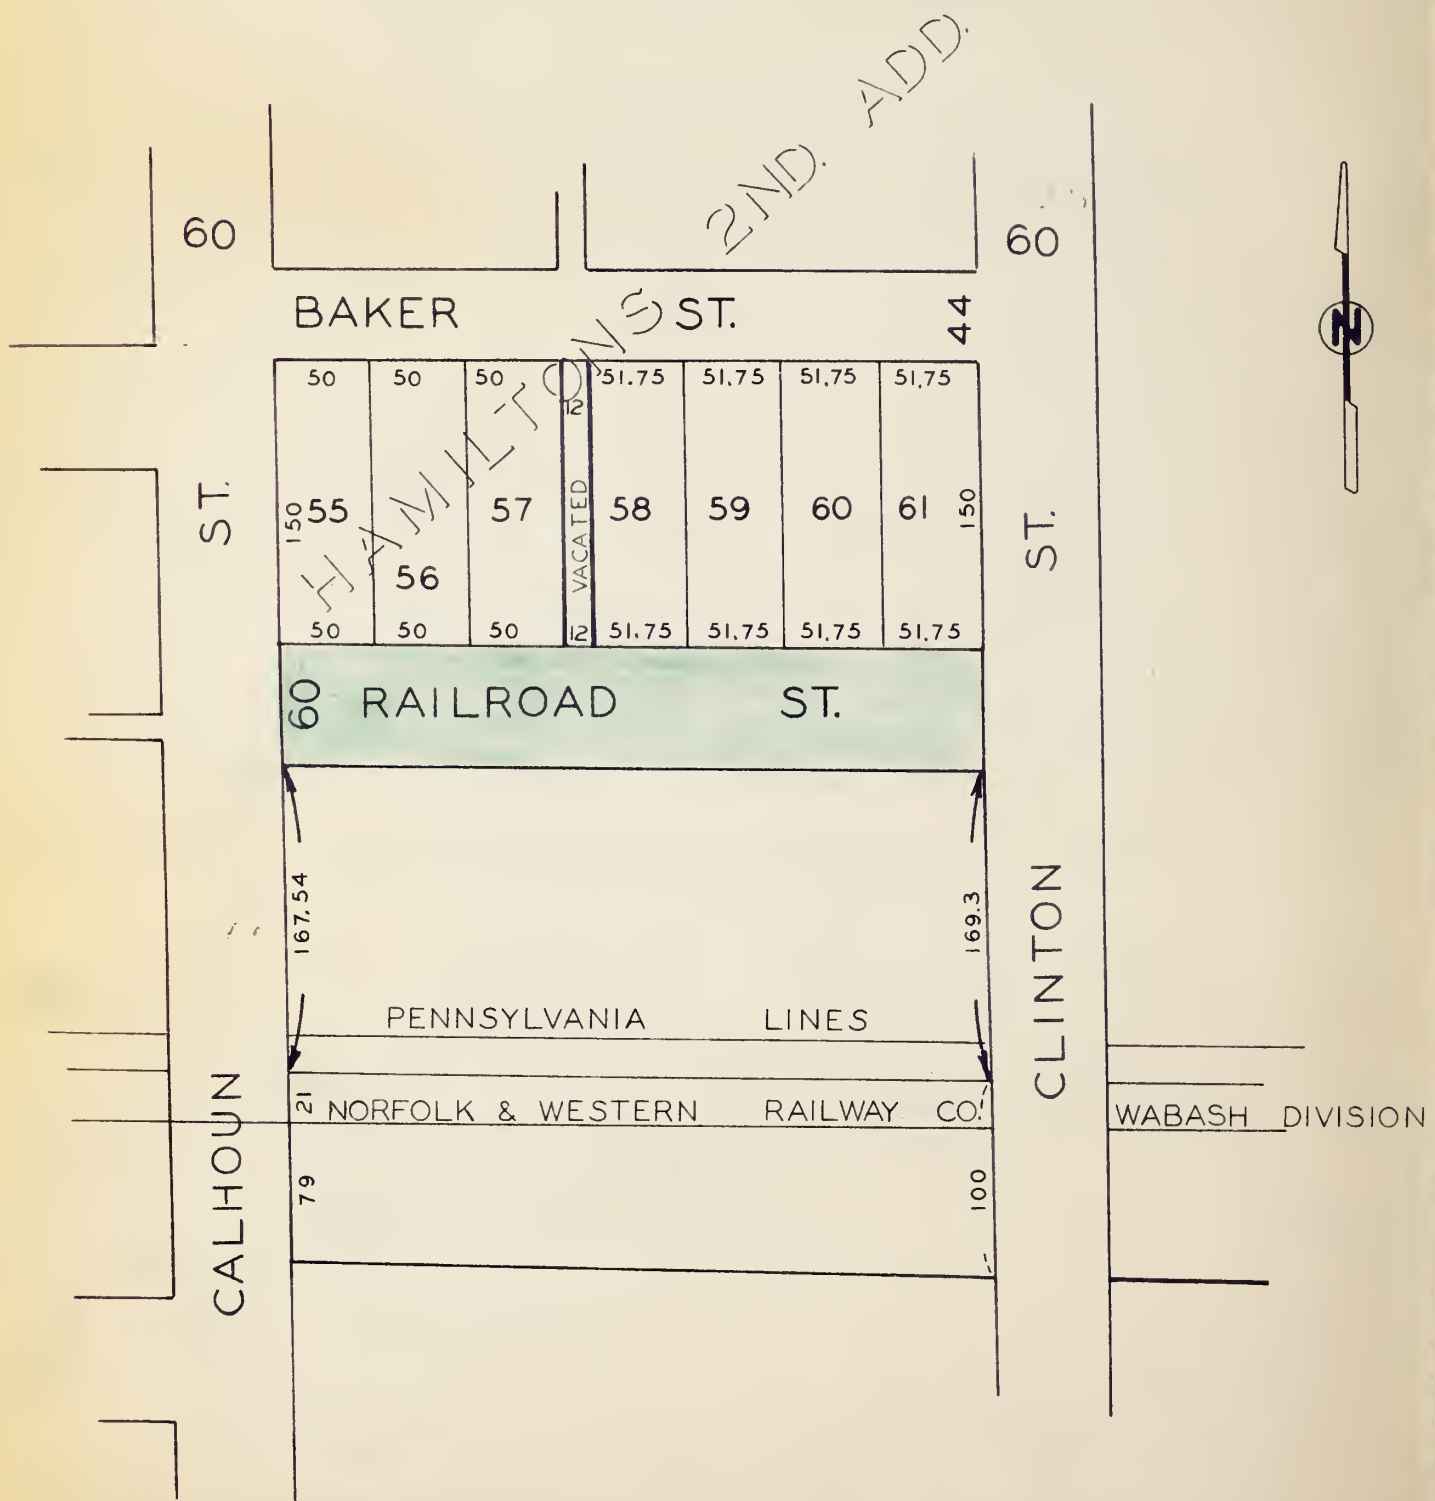 HAMILTONS 2ND. ADD.
60
60
BAKER ST.
44
50 50 50 51.75 51.75 51.75 51.75
12
ST.
150
55
56
57
VACATED
58
59
60
61
150
ST.
50 50 50 12 51.75 51.75 51.75 51.75
60
RAILROAD ST.
167.54
169.3
CLINTON
PENNSYLVANIA LINES
CALHOUN
21
NORFOLK & WESTERN RAILWAY CO.
WABASH DIVISION
79
100
N